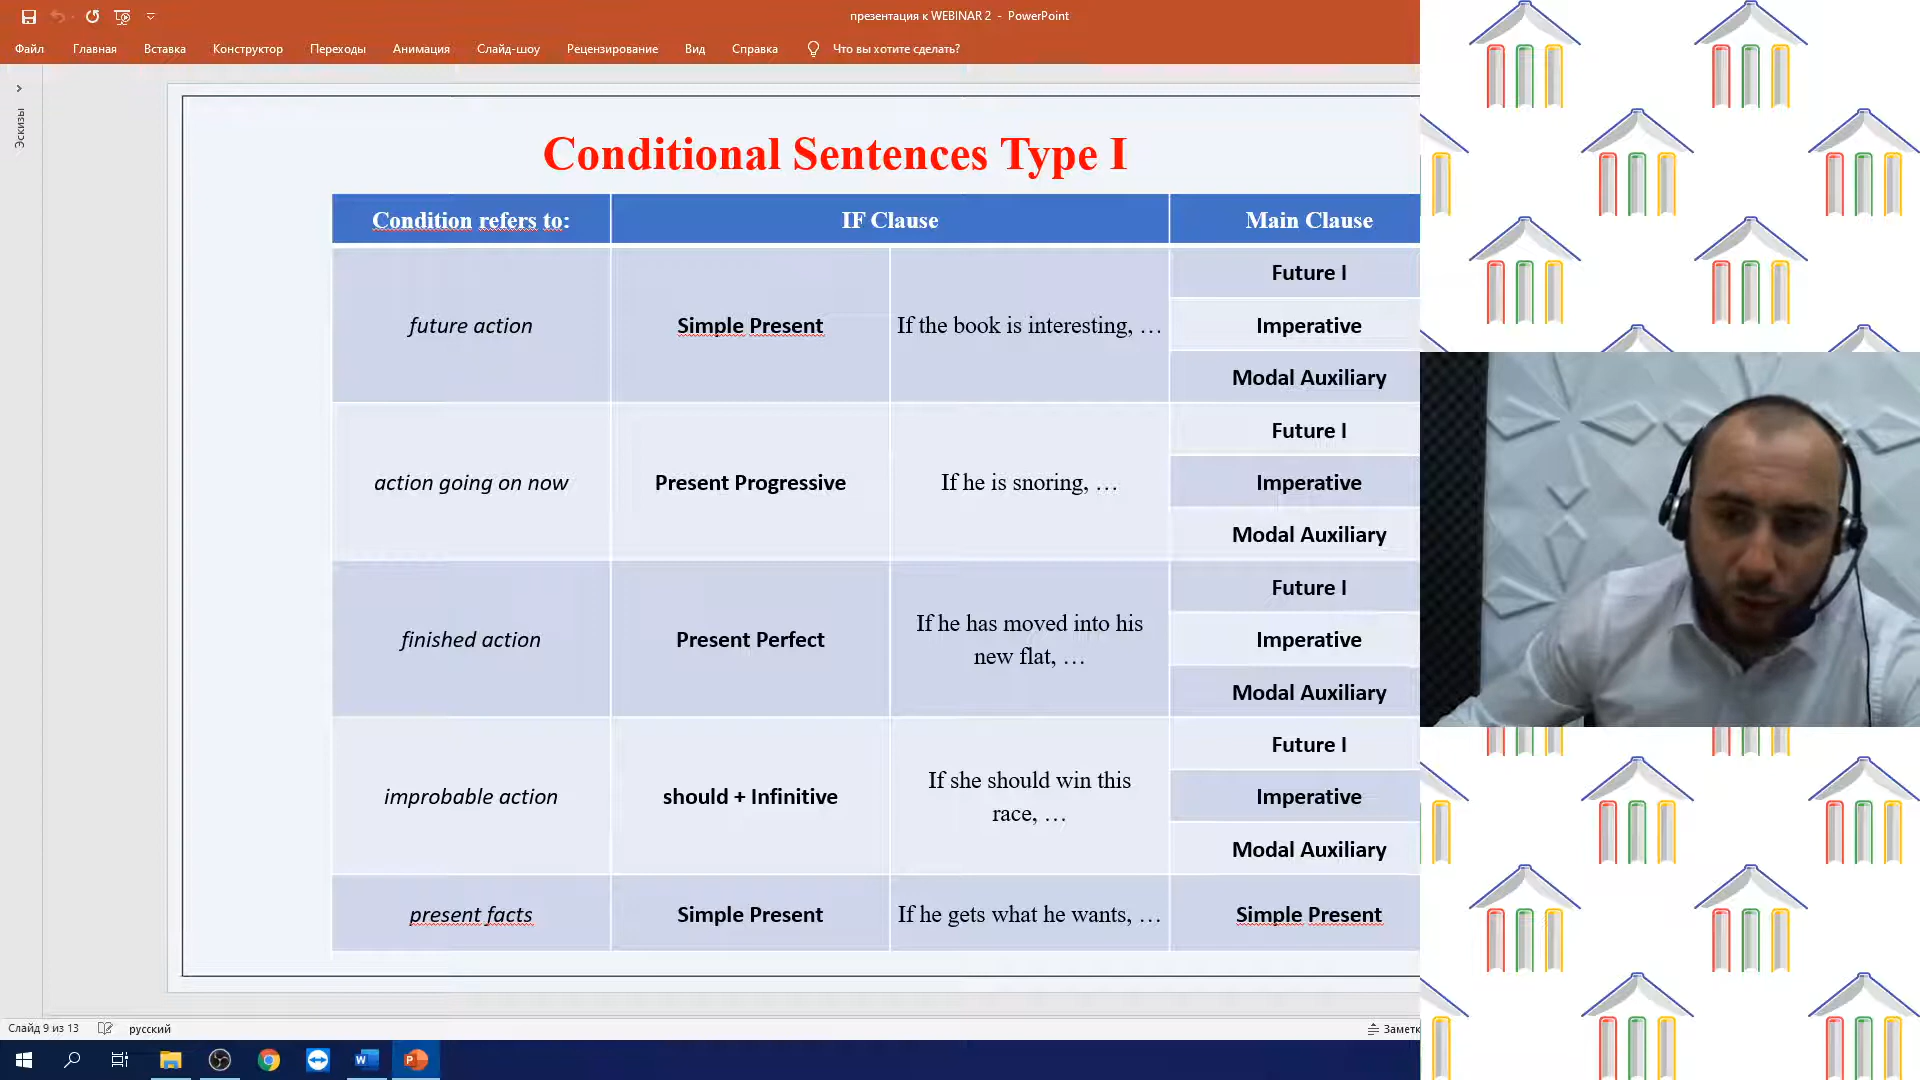 презентация к WEBINAR 2 - PowerPoint
Файл Главная Вставка Конструктор Переходы Анимация Слайд-шоу Рецензирование Вид Справка Что вы хотите сделать?
Эскизы
Conditional Sentences Type I
Condition refers to: IF Clause Main Clause
future action Simple Present If the book is interesting, …
Future I
Imperative
Modal Auxiliary
action going on now Present Progressive If he is snoring, …
Future I
Imperative
Modal Auxiliary
finished action Present Perfect If he has moved into his
new flat, …
Future I
Imperative
Modal Auxiliary
improbable action should + Infinitive If she should win this
race, …
Future I
Imperative
Modal Auxiliary
present facts Simple Present If he gets what he wants, … Simple Present
Слайд 9 из 13 русский Заметк